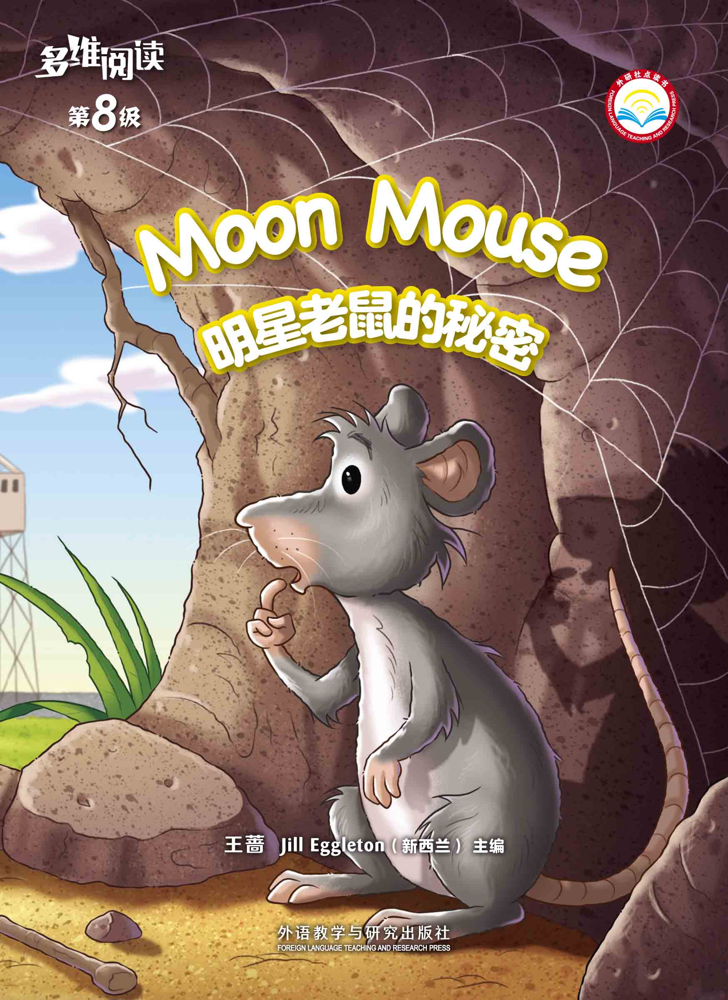 多维阅读
第8级
外研社点读书
FOREIGN LANGUAGE TEACHING AND RESEARCH PRESS
Moon Mouse
明星老鼠的秘密
王蔷 Jill Eggleton（新西兰） 主编
外语教学与研究出版社
FOREIGN LANGUAGE TEACHING AND RESEARCH PRESS